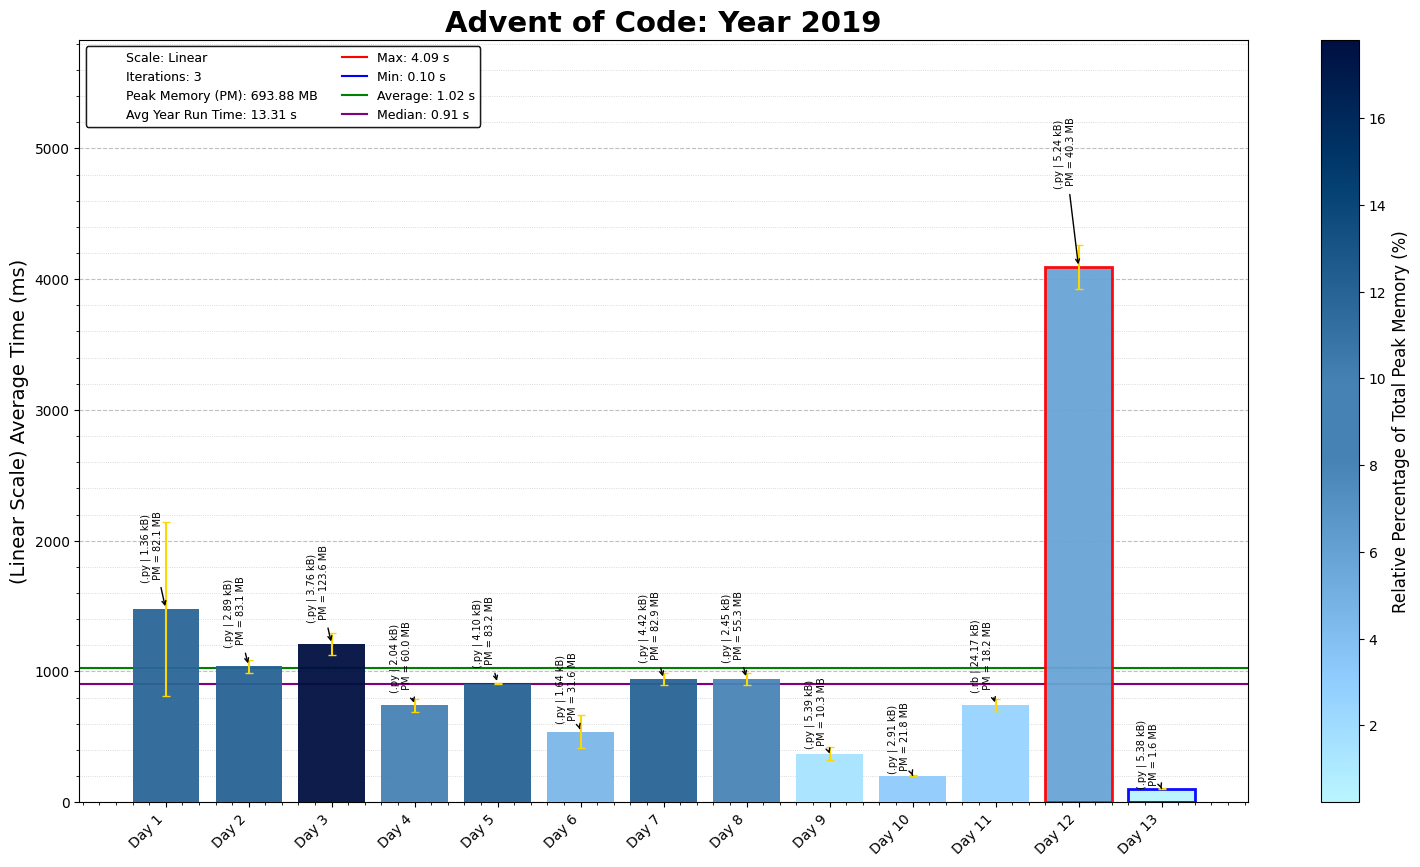 Advent of Code: Year 2019
Scale: Linear
Iterations: 3
Peak Memory (PM): 693.88 MB
Avg Year Run Time: 13.31 s
Max: 4.09 s
Min: 0.10 s
Average: 1.02 s
Median: 0.91 s
(Linear Scale) Average Time (ms)
5000
4000
3000
2000
1000
0
(.py | 1.36 kB)
PM = 82.1 MB
(.py | 2.89 kB)
PM = 83.1 MB
(.py | 3.76 kB)
PM = 123.6 MB
(.py | 2.04 kB)
PM = 60.0 MB
(.py | 4.10 kB)
PM = 83.2 MB
(.py | 1.64 kB)
PM = 31.6 MB
(.py | 4.42 kB)
PM = 82.9 MB
(.py | 2.45 kB)
PM = 55.3 MB
(.py | 5.39 kB)
PM = 10.3 MB
(.py | 2.91 kB)
PM = 21.8 MB
(.rb | 24.17 kB)
PM = 18.2 MB
(.py | 5.24 kB)
PM = 40.3 MB
(.py | 5.38 kB)
PM = 1.6 MB
Day 1
Day 2
Day 3
Day 4
Day 5
Day 6
Day 7
Day 8
Day 9
Day 10
Day 11
Day 12
Day 13
16
14
12
10
8
6
4
2
Relative Percentage of Total Peak Memory (%)